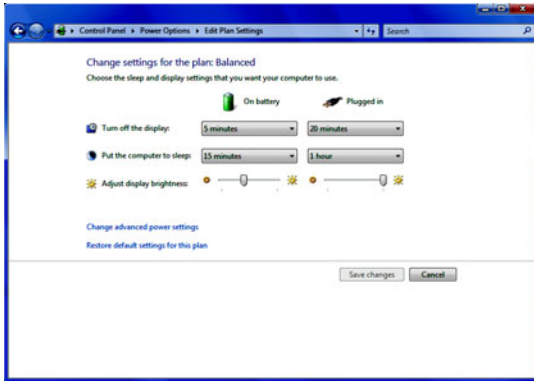 Control Panel ▸ Power Options ▸ Edit Plan Settings
Search
Change settings for the plan: Balanced
Choose the sleep and display settings that you want your computer to use.
On battery Plugged in
Turn off the display: 5 minutes 20 minutes
Put the computer to sleep: 15 minutes 1 hour
Adjust display brightness:
Change advanced power settings
Restore default settings for this plan
Save changes Cancel